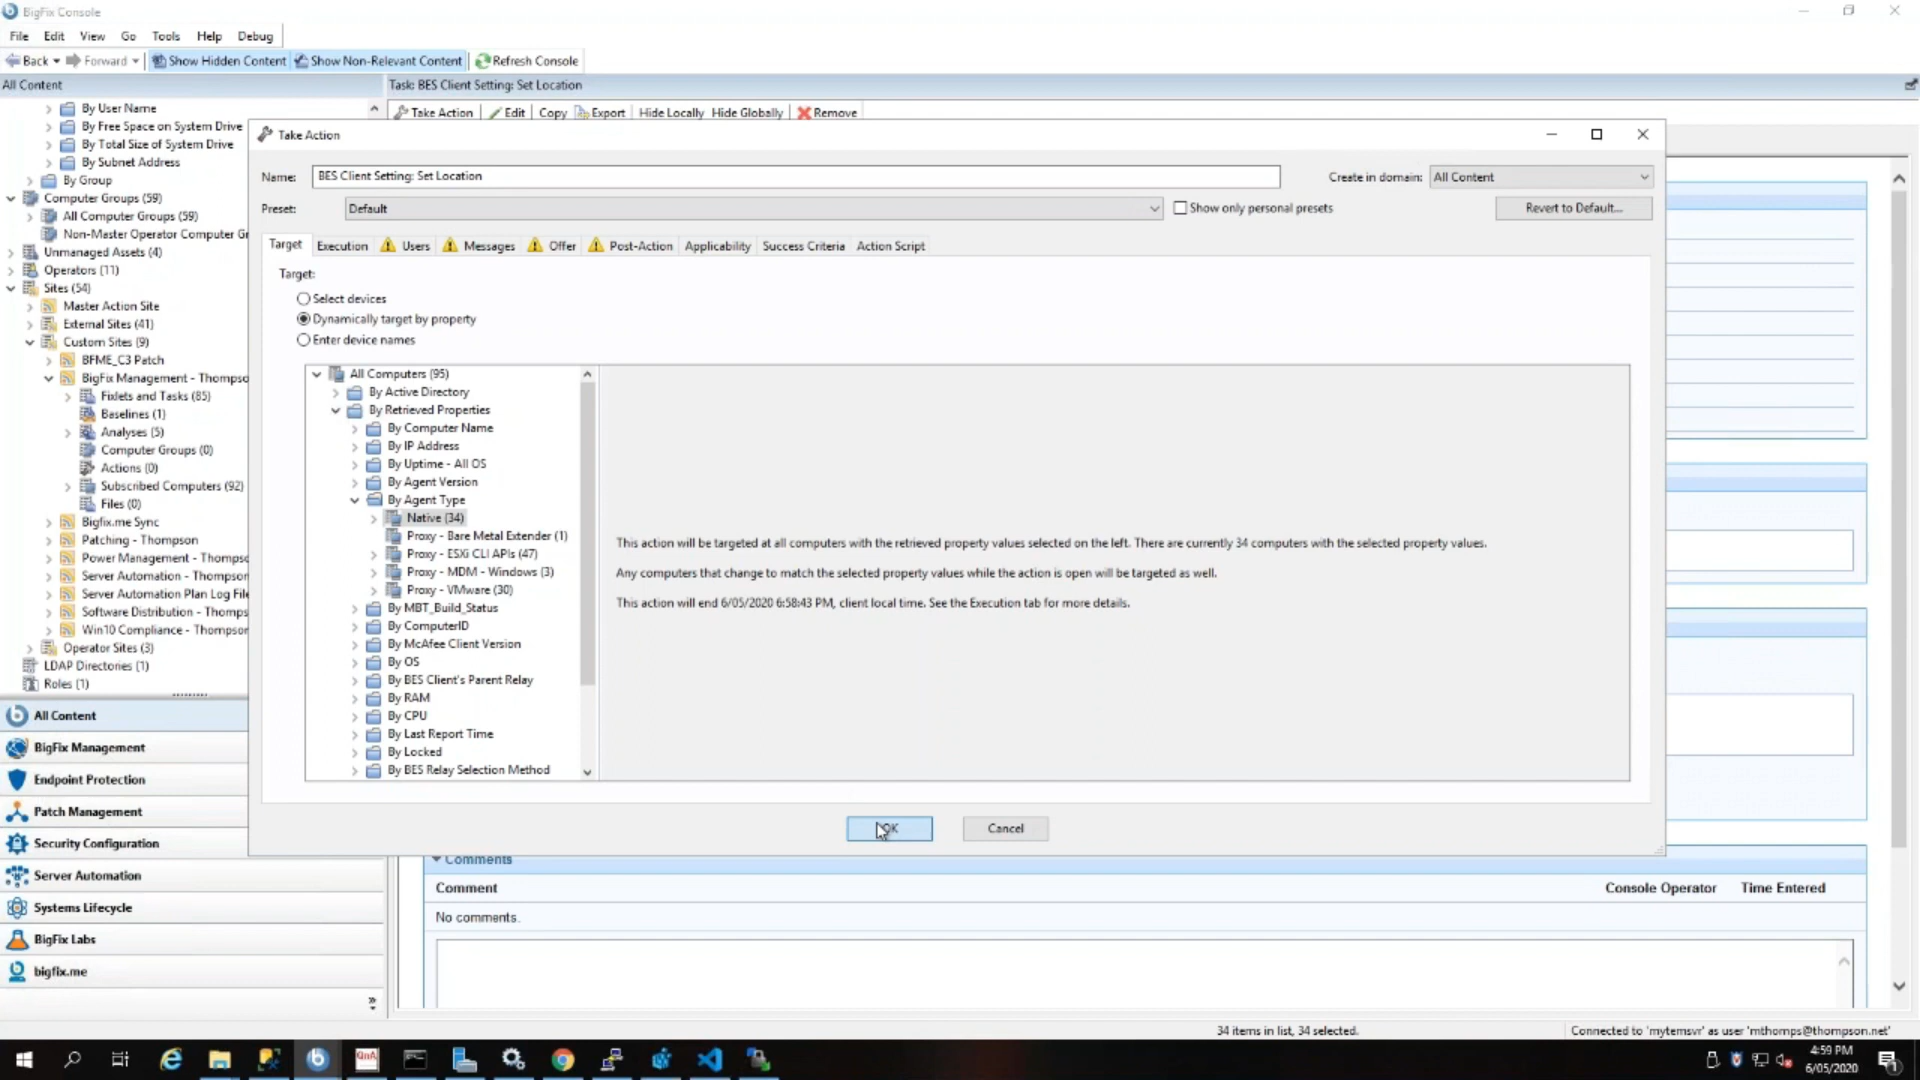 BigFix Console
File Edit View Go Tools Help Debug
Back Forward Show Hidden Content Show Non-Relevant Content Refresh Console
All Content
Task: BES Client Setting: Set Location
Take Action Edit Copy Export Hide Locally Hide Globally Remove
By User Name
By Free Space on System Drive
By Total Size of System Drive
By Subnet Address
By Group
Computer Groups (59)
All Computer Groups (59)
Non-Master Operator Computer Gr
Unmanaged Assets (4)
Operators (11)
Sites (54)
Master Action Site
External Sites (41)
Custom Sites (9)
BFME_C3 Patch
BigFix Management - Thompso
Fixlets and Tasks (85)
Baselines (1)
Analyses (5)
Computer Groups (0)
Actions (0)
Subscribed Computers (92)
Files (0)
Bigfix.me Sync
Patching - Thompson
Power Management - Thompso
Server Automation - Thompson
Server Automation Plan Log File
Software Distribution - Thomps
Win10 Compliance - Thompson
Operator Sites (3)
LDAP Directories (1)
Roles (1)
All Content
BigFix Management
Endpoint Protection
Patch Management
Security Configuration
Server Automation
Systems Lifecycle
BigFix Labs
bigfix.me
Take Action
Name: BES Client Setting: Set Location Create in domain: All Content
Preset: Default Show only personal presets Revert to Default...
Target Execution Users Messages Offer Post-Action Applicability Success Criteria Action Script
Target:
Select devices
Dynamically target by property
Enter device names
All Computers (95)
By Active Directory
By Retrieved Properties
By Computer Name
By IP Address
By Uptime - All OS
By Agent Version
By Agent Type
Native (34)
Proxy - Bare Metal Extender (1)
Proxy - ESXi CLI APIs (47)
Proxy - MDM - Windows (3)
Proxy - VMware (30)
By MBT_Build_Status
By ComputerID
By McAfee Client Version
By OS
By BES Client's Parent Relay
By RAM
By CPU
By Last Report Time
By Locked
By BES Relay Selection Method
This action will be targeted at all computers with the retrieved property values selected on the left. There are currently 34 computers with the selected property values.
Any computers that change to match the selected property values while the action is open will be targeted as well.
This action will end 6/05/2020 6:58:43 PM, client local time. See the Execution tab for more details.
OK Cancel
Comments
Comment Console Operator Time Entered
No comments.
34 items in list, 34 selected.
Connected to 'mytemsvr' as user 'mthomps@thompson.net'
QnA
4:59 PM
6/05/2020
1